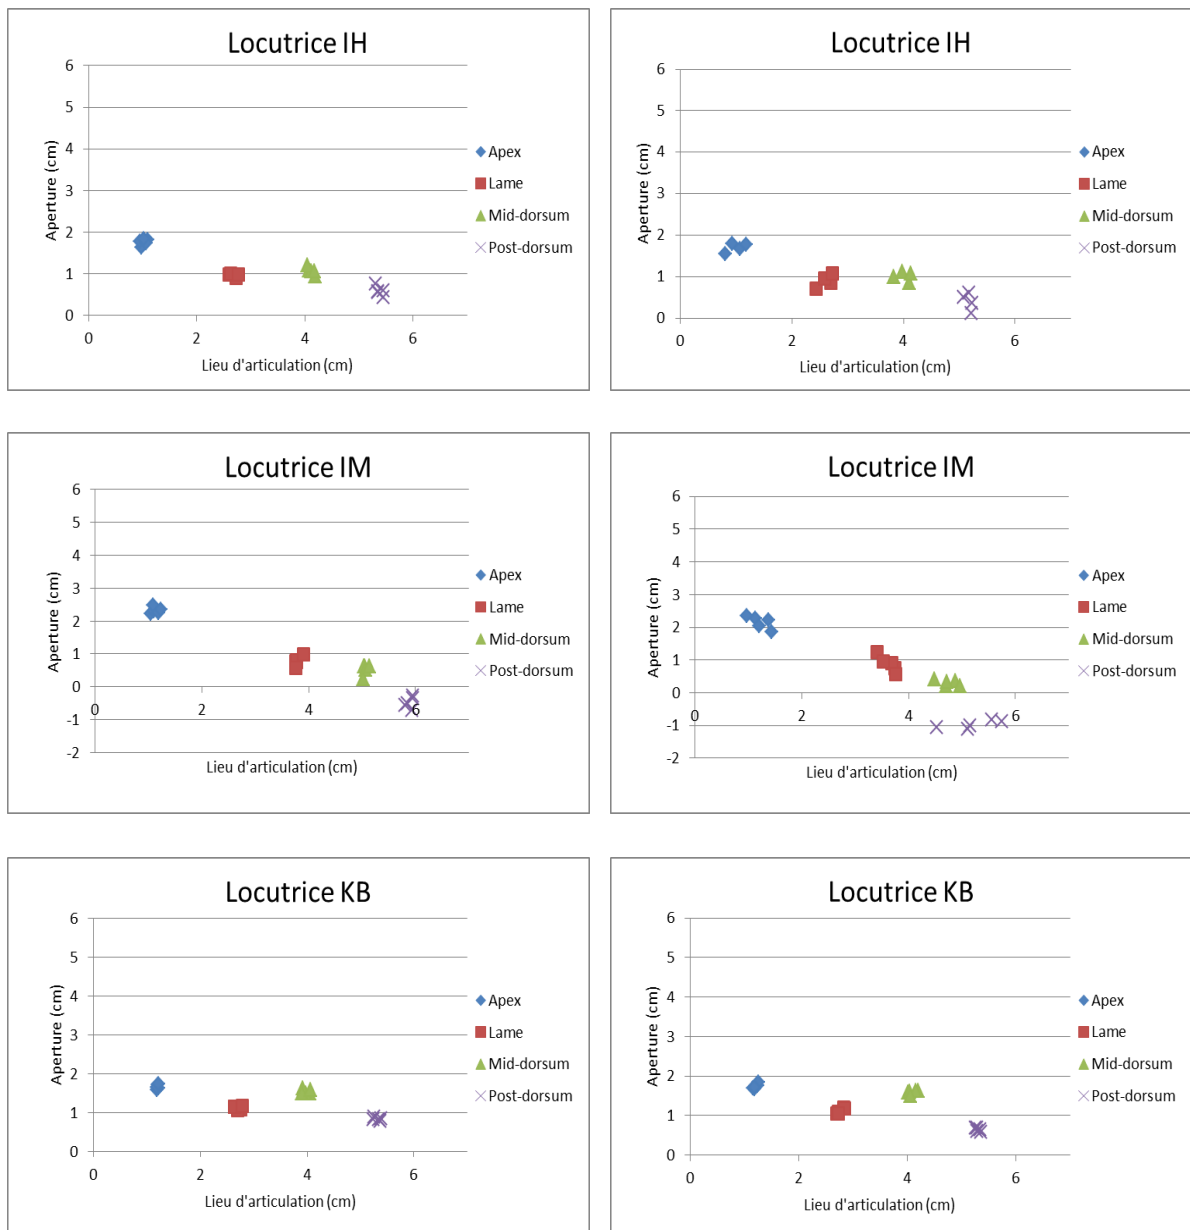 Locutrice IH
6
5
4
3
2
1
0
Aperture (cm)
0 2 4 6
Lieu d'articulation (cm)
Apex
Lame
Mid-dorsum
Post-dorsum
Locutrice IH
6
5
4
3
2
1
0
Aperture (cm)
0 2 4 6
Lieu d'articulation (cm)
Apex
Lame
Mid-dorsum
Post-dorsum
Locutrice IM
6
5
4
3
2
1
0
-1
-2
Aperture (cm)
0 2 4 6
Lieu d'articulation (cm)
Apex
Lame
Mid-dorsum
Post-dorsum
Locutrice IM
6
5
4
3
2
1
0
-1
-2
Aperture (cm)
0 2 4 6
Lieu d'articulation (cm)
Apex
Lame
Mid-dorsum
Post-dorsum
Locutrice KB
6
5
4
3
2
1
0
Aperture (cm)
0 2 4 6
Lieu d'articulation (cm)
Apex
Lame
Mid-dorsum
Post-dorsum
Locutrice KB
6
5
4
3
2
1
0
Aperture (cm)
0 2 4 6
Lieu d'articulation (cm)
Apex
Lame
Mid-dorsum
Post-dorsum